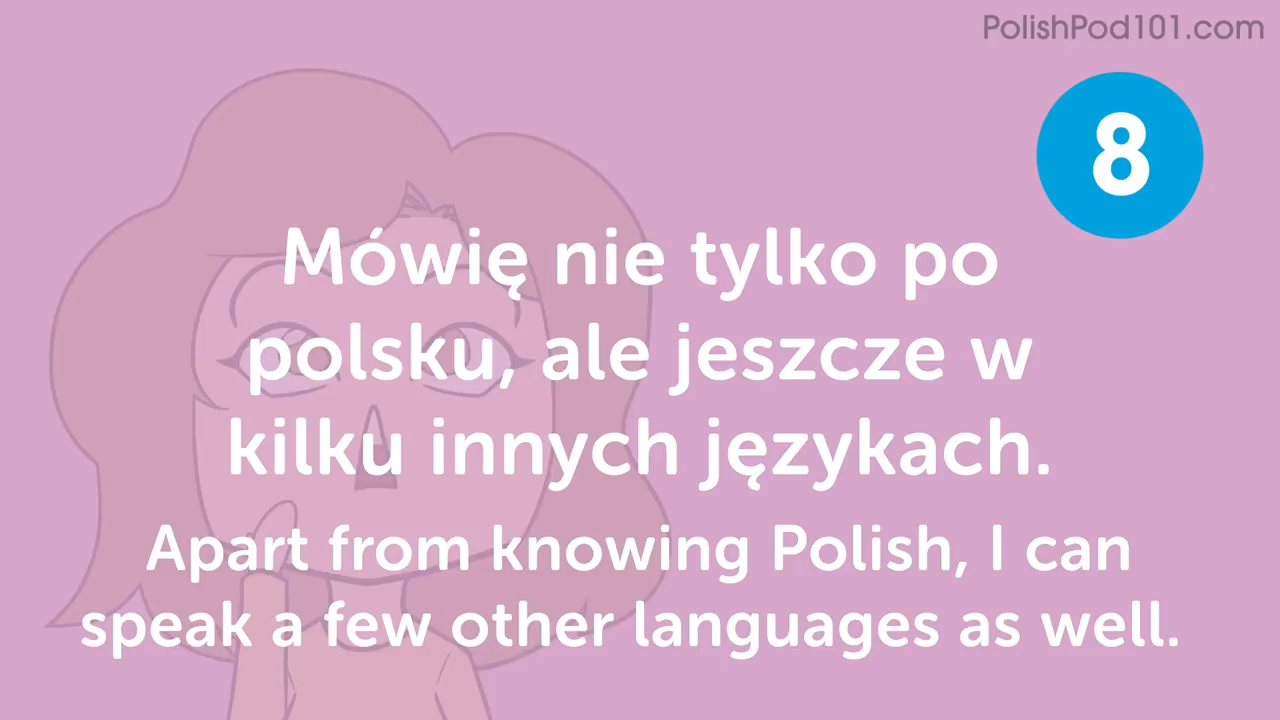 PolishPod101.com
8
Mówię nie tylko po
polsku, ale jeszcze w
kilku innych językach.
Apart from knowing Polish, I can
speak a few other languages as well.